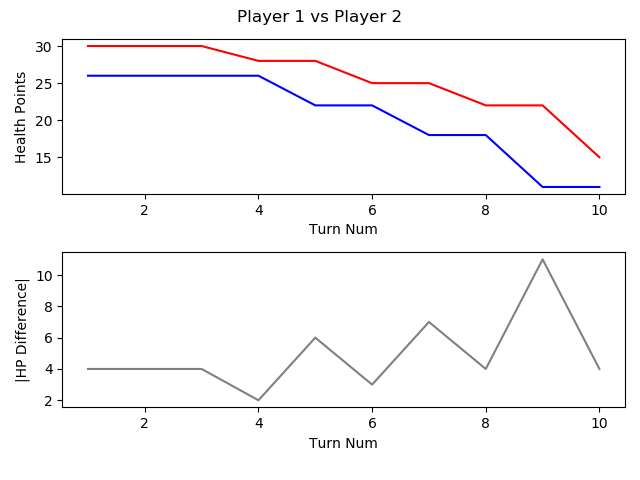 Player 1 vs Player 2
30
25
20
15
Health Points
2 4 6 8 10
Turn Num
10
8
6
4
2
|HP Difference|
2 4 6 8 10
Turn Num